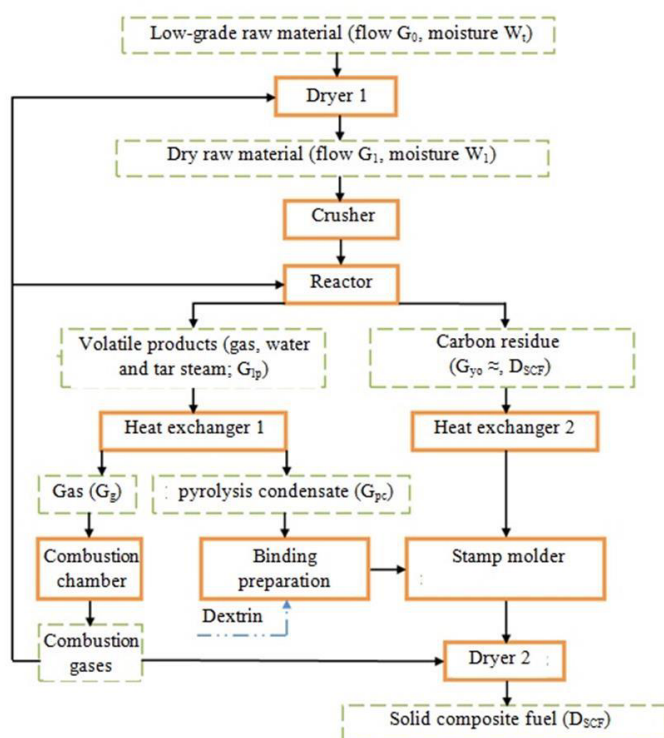 Low-grade raw material (flow G₀, moisture Wₜ)
Dryer 1
Dry raw material (flow G₁, moisture W₁)
Crusher
Reactor
Volatile products (gas, water
and tar steam; Gₗₚ)
Carbon residue
(Gyo ≈, DSCF)
Heat exchanger 1
Heat exchanger 2
Gas (Gg)
pyrolysis condensate (Gpc)
Combustion
chamber
Binding
preparation
Stamp molder
Dextrin
Combustion
gases
Dryer 2
Solid composite fuel (DSCF)